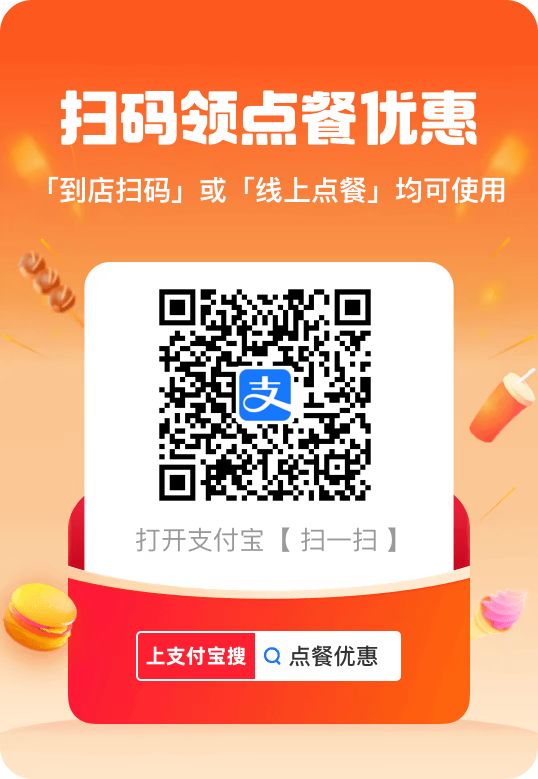 扫码领点餐优惠
「到店扫码」或「线上点餐」均可使用
支
打开支付宝【 扫一扫 】
上支付宝搜 点餐优惠